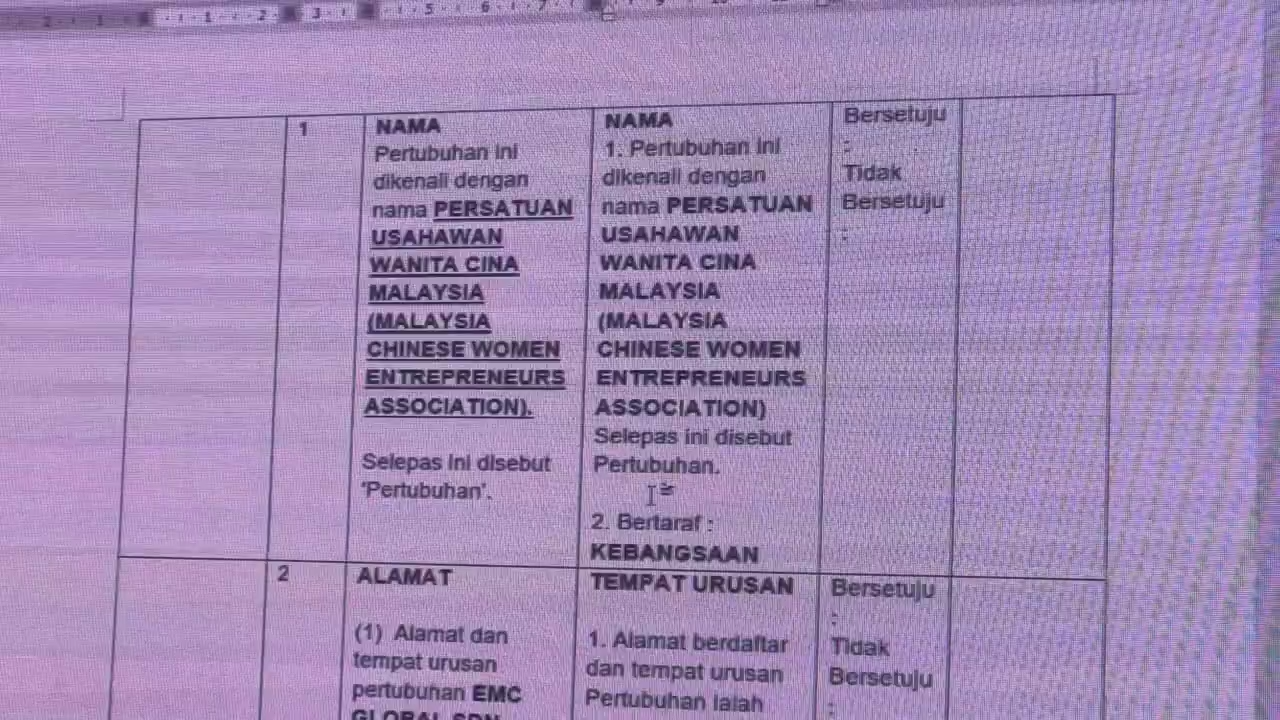 1
NAMA
Pertubuhan ini
dikenali dengan
nama PERSATUAN
USAHAWAN
WANITA CINA
MALAYSIA
(MALAYSIA
CHINESE WOMEN
ENTREPRENEURS
ASSOCIATION).
Selepas ini disebut
'Pertubuhan'.
NAMA
1. Pertubuhan ini
dikenali dengan
nama PERSATUAN
USAHAWAN
WANITA CINA
MALAYSIA
(MALAYSIA
CHINESE WOMEN
ENTREPRENEURS
ASSOCIATION)
Selepas ini disebut
Pertubuhan.
2. Bertaraf :
KEBANGSAAN
Bersetuju
:
Tidak
Bersetuju
:
2
ALAMAT
(1) Alamat dan
tempat urusan
pertubuhan EMC
GLOBAL SDN
TEMPAT URUSAN
1. Alamat berdaftar
dan tempat urusan
Pertubuhan ialah
Bersetuju
:
Tidak
Bersetuju
: